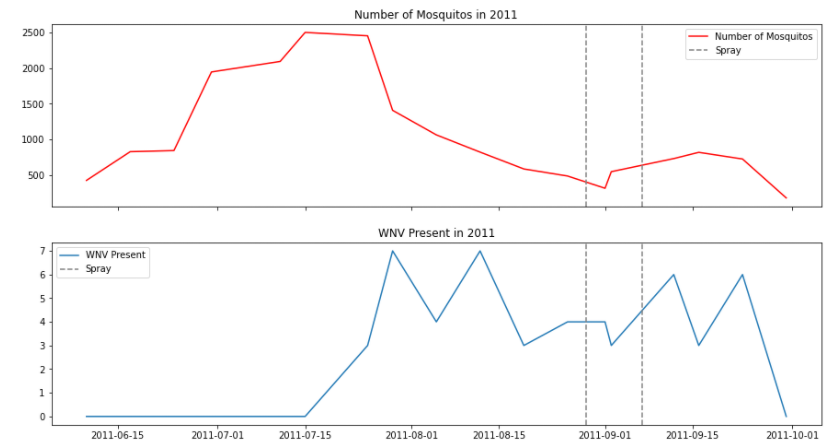 Number of Mosquitos in 2011
2500
2000
1500
1000
500
Number of Mosquitos
Spray
WNV Present in 2011
7
6
5
4
3
2
1
0
WNV Present
Spray
2011-06-15 2011-07-01 2011-07-15 2011-08-01 2011-08-15 2011-09-01 2011-09-15 2011-10-01